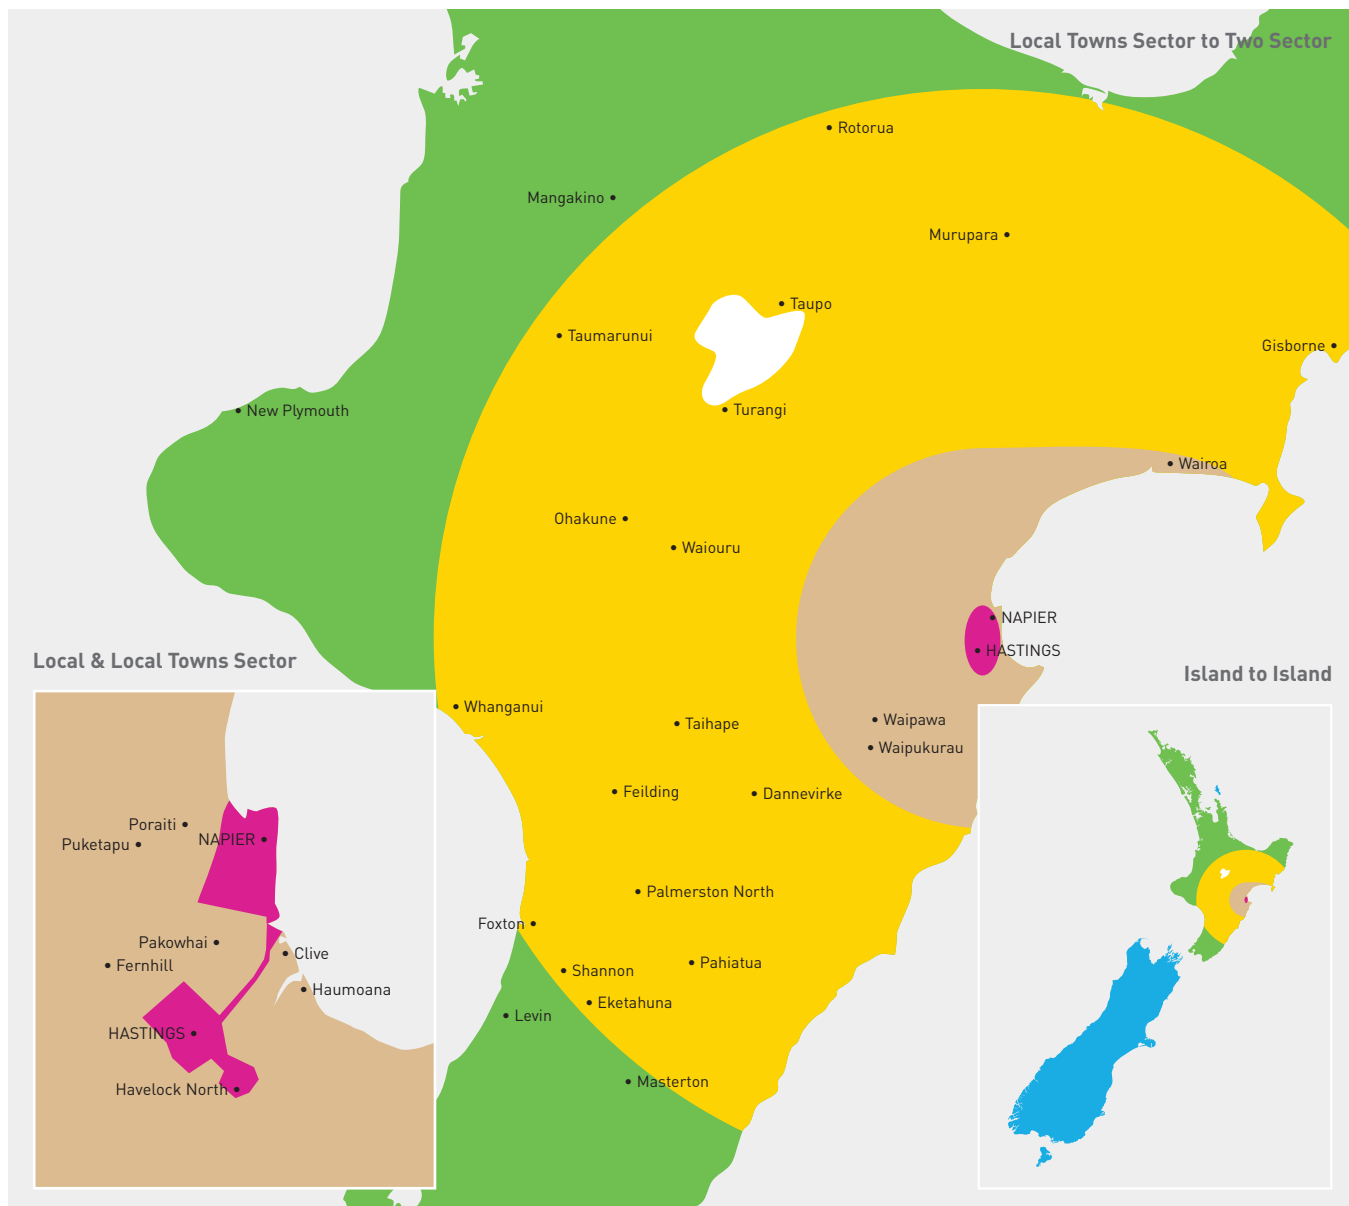 Local Towns Sector to Two Sector
Rotorua
Mangakino
Murupara
Taupo
Taumarunui
Gisborne
New Plymouth
Turangi
Wairoa
Ohakune
Waiouru
NAPIER
HASTINGS
Local & Local Towns Sector
Island to Island
Whanganui
Waipawa
Taihape
Waipukurau
Feilding
Dannevirke
Poraiti
Puketapu
NAPIER
Palmerston North
Foxton
Pakowhai
Clive
Fernhill
Pahiatua
Shannon
Haumoana
Eketahuna
Levin
HASTINGS
Masterton
Havelock North